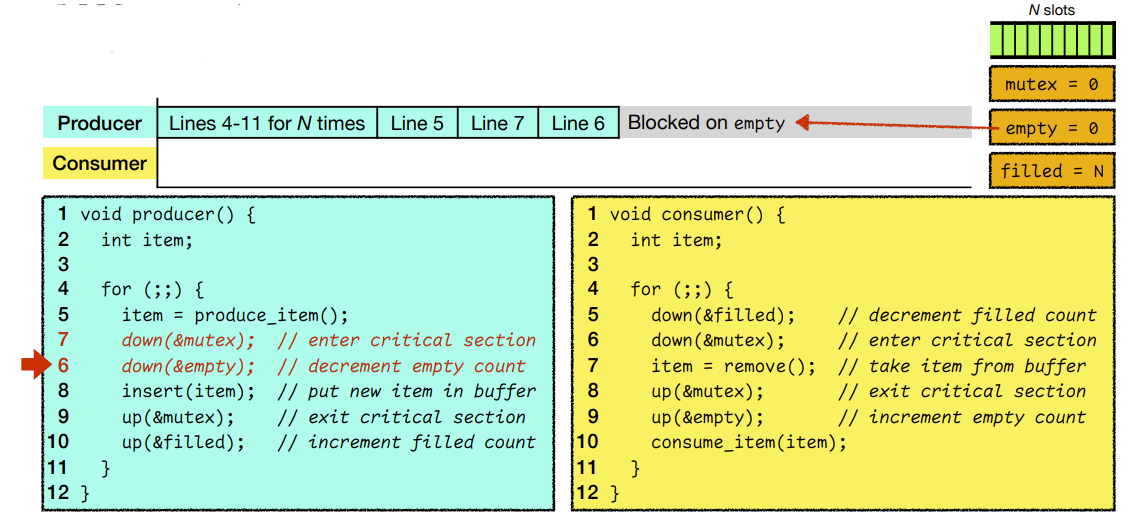 N slots
mutex = 0
Producer Lines 4-11 for N times Line 5 Line 7 Line 6 Blocked on empty
empty = 0
Consumer
filled = N
1 void producer() {
2 int item;
3
4 for (;;) {
5 item = produce_item();
7 down(&mutex); // enter critical section
6 down(&empty); // decrement empty count
8 insert(item); // put new item in buffer
9 up(&mutex); // exit critical section
10 up(&filled); // increment filled count
11 }
12 }
1 void consumer() {
2 int item;
3
4 for (;;) {
5 down(&filled); // decrement filled count
6 down(&mutex); // enter critical section
7 item = remove(); // take item from buffer
8 up(&mutex); // exit critical section
9 up(&empty); // increment empty count
10 consume_item(item);
11 }
12 }